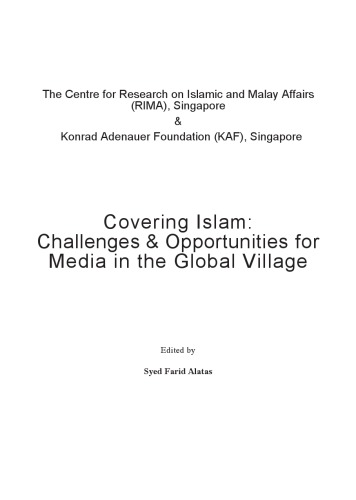 The Centre for Research on Islamic and Malay Affairs
(RIMA), Singapore
&
Konrad Adenauer Foundation (KAF), Singapore
Covering Islam:
Challenges & Opportunities for
Media in the Global Village
Edited by
Syed Farid Alatas